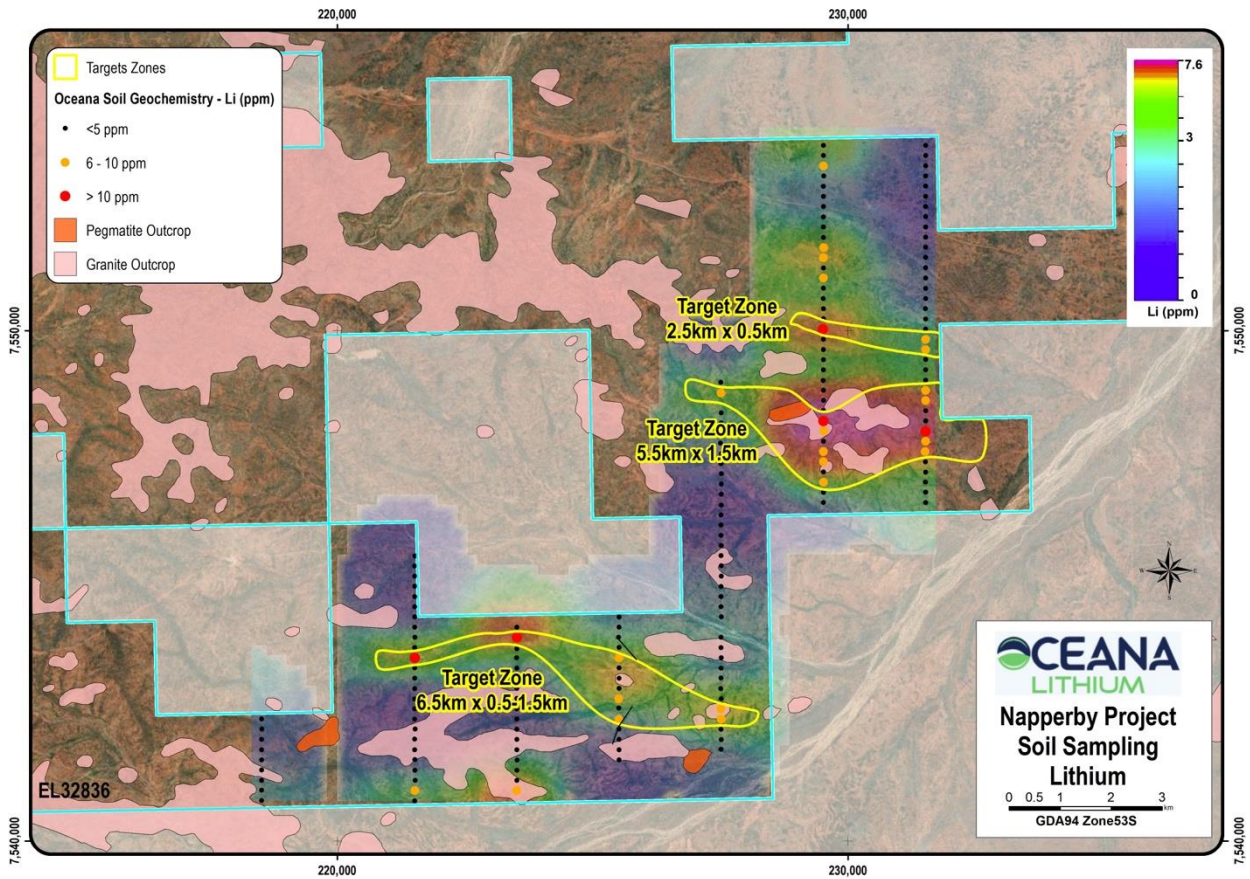 220,000
230,000
Targets Zones
Oceana Soil Geochemistry - Li (ppm)
<5 ppm
6 - 10 ppm
> 10 ppm
Pegmatite Outcrop
Granite Outcrop
7.6
3
0
Li (ppm)
7,550,000
7,550,000
Target Zone
2.5km x 0.5km
Target Zone
5.5km x 1.5km
Target Zone
6.5km x 0.5-1.5km
N
W
E
S
OCEANA
LITHIUM
Napperby Project
Soil Sampling
Lithium
0 0.5 1 2 3
km
GDA94 Zone53S
EL32836
7,540,000
7,540,000
220,000
230,000